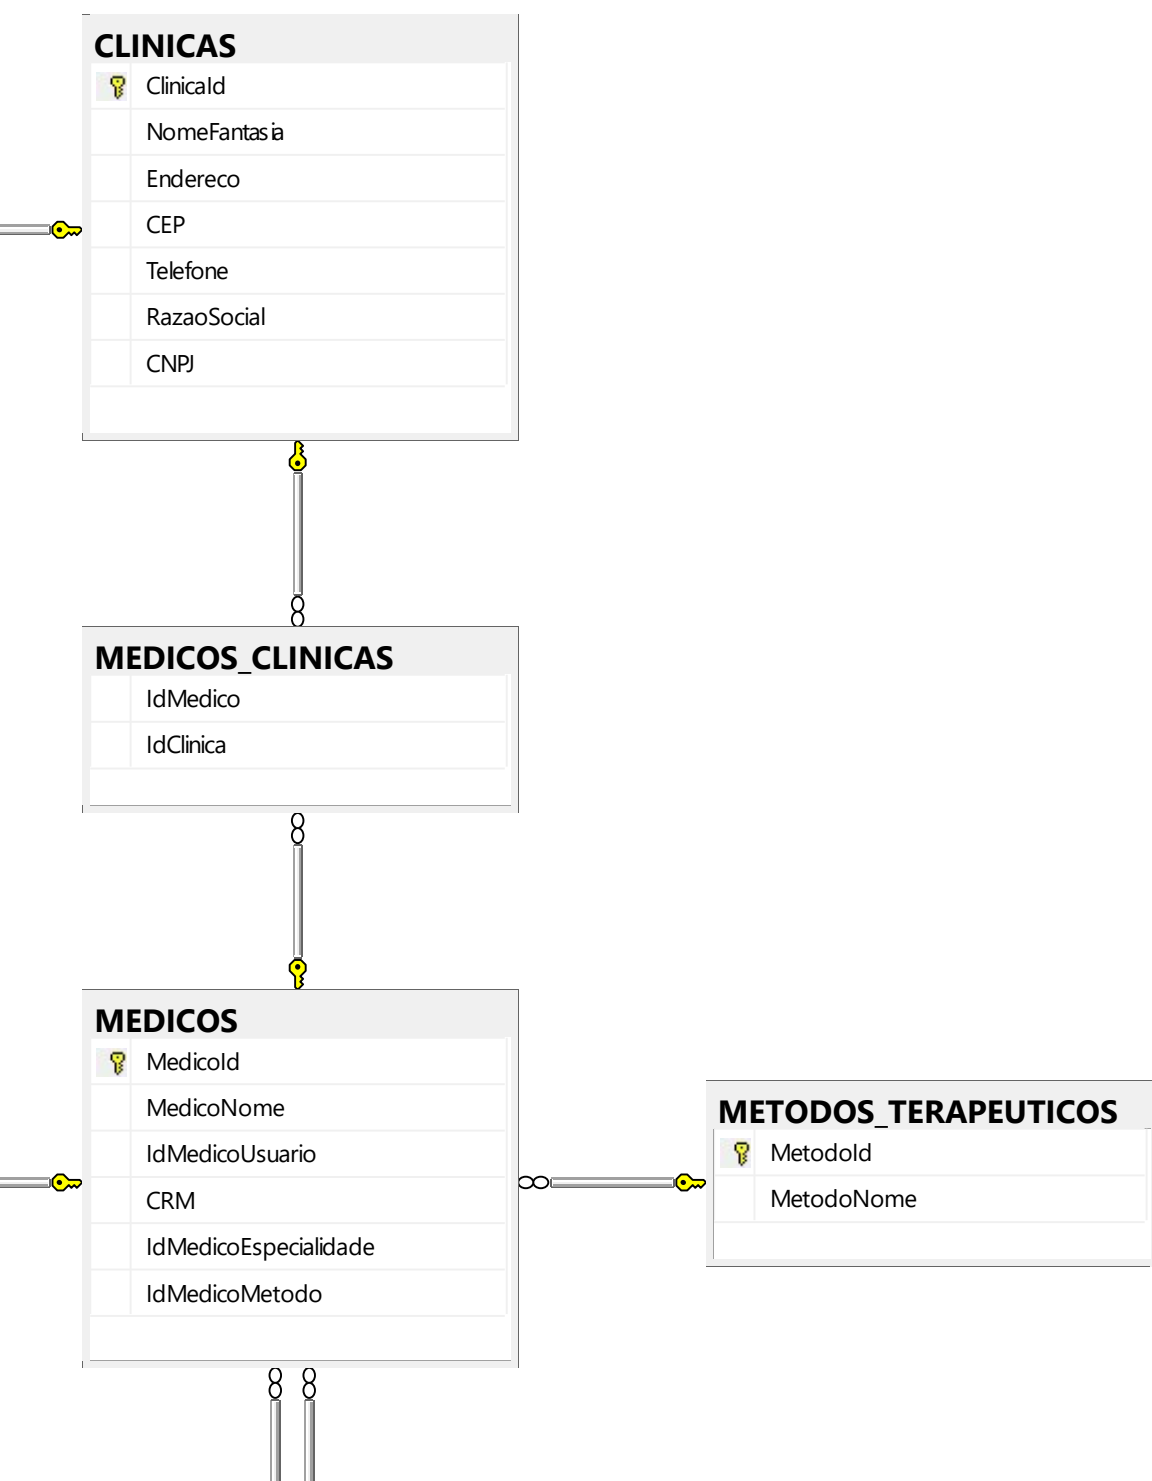 CLINICAS
ClinicaId
NomeFantasia
Endereco
CEP
Telefone
RazaoSocial
CNPJ
MEDICOS_CLINICAS
IdMedico
IdClinica
MEDICOS
MedicoId
MedicoNome
IdMedicoUsuario
CRM
IdMedicoEspecialidade
IdMedicoMetodo
METODOS_TERAPEUTICOS
MetodoId
MetodoNome